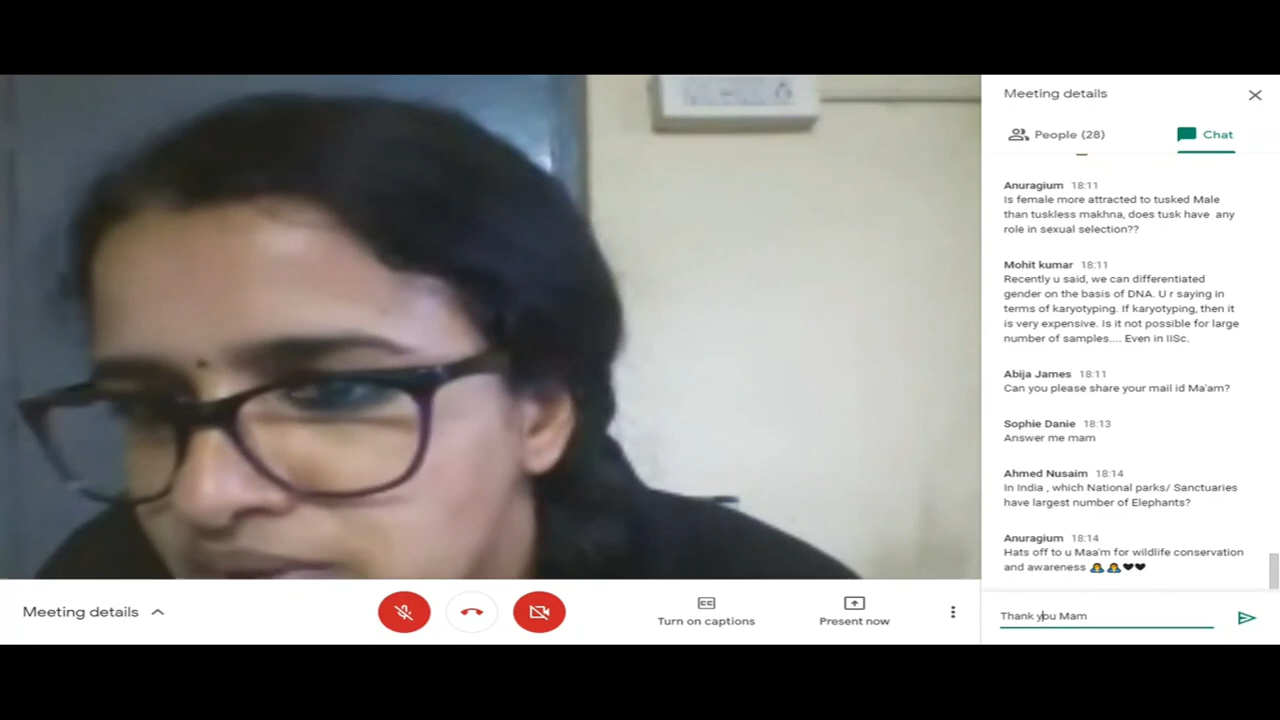 Meeting details
People (28)
Chat
Anuragium 18:11
Is female more attracted to tusked Male
than tuskless makhna, does tusk have any
role in sexual selection??
Mohit kumar 18:11
Recently u said, we can differentiated
gender on the basis of DNA. U r saying in
terms of karyotyping. If karyotyping, then it
is very expensive. Is it not possible for large
number of samples.... Even in IISc.
Abija James 18:11
Can you please share your mail id Ma'am?
Sophie Danie 18:13
Answer me mam
Ahmed Nusaim 18:14
In India , which National parks/ Sanctuaries
have largest number of Elephants?
Anuragium 18:14
Hats off to u Maa'm for wildlife conservation
and awareness 🙇🙇🖤🖤
Thank you Mam
Meeting details
CC
Turn on captions
Present now